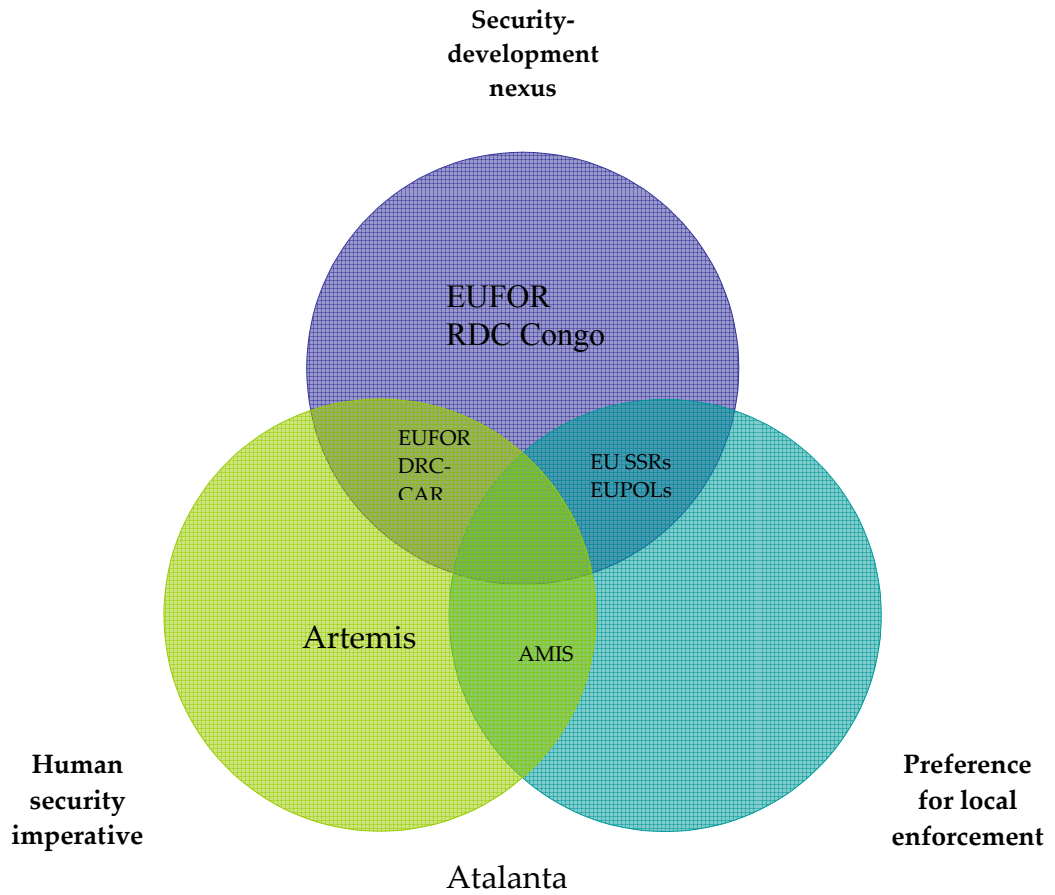 Security-
development
nexus
EUFOR
RDC Congo
EUFOR
DRC-
CAR
EU SSRs
EUPOLs
Artemis
AMIS
Human
security
imperative
Preference
for local
enforcement
Atalanta